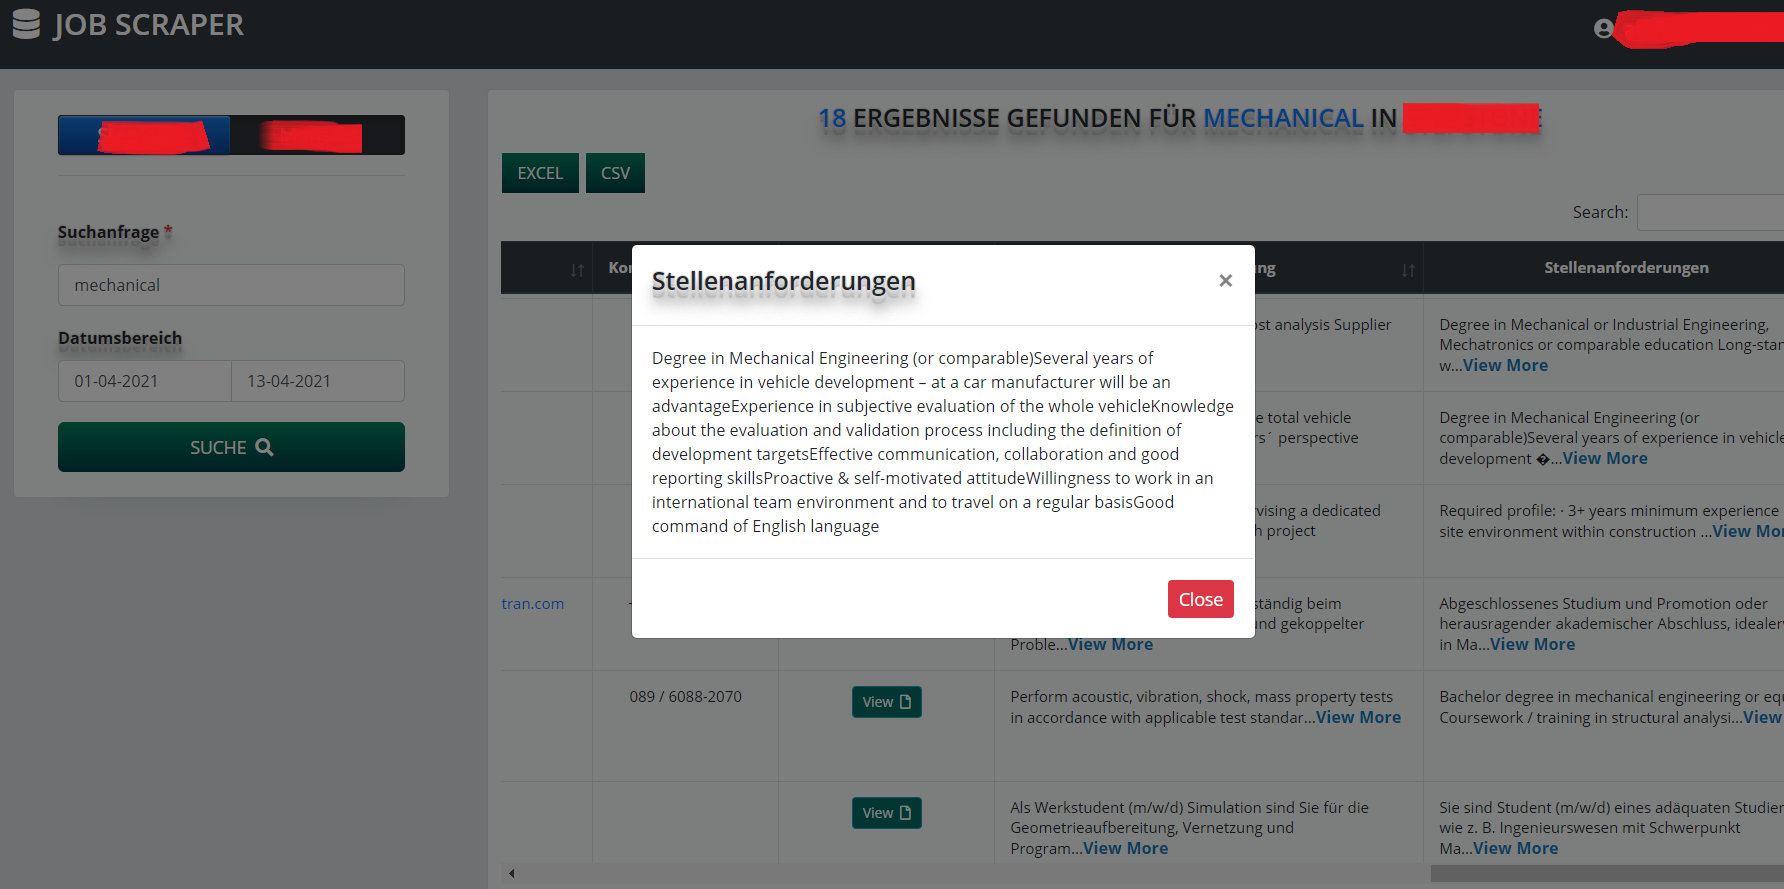 JOB SCRAPER
18 ERGEBNISSE GEFUNDEN FÜR MECHANICAL IN
EXCEL CSV
Search:
Suchanfrage *
mechanical
Datumsbereich
01-04-2021 13-04-2021
SUCHE
Stellenanforderungen
Stellenanforderungen ×
Degree in Mechanical Engineering (or comparable)Several years of
experience in vehicle development – at a car manufacturer will be an
advantageExperience in subjective evaluation of the whole vehicleKnowledge
about the evaluation and validation process including the definition of
development targetsEffective communication, collaboration and good
reporting skillsProactive & self-motivated attitudeWillingness to work in an
international team environment and to travel on a regular basisGood
command of English language
Close
analysis Supplier
Degree in Mechanical or Industrial Engineering,
Mechatronics or comparable education Long-stan
w...View More
total vehicle
perspective
Degree in Mechanical Engineering (or
comparable)Several years of experience in vehicle
development �...View More
a dedicated
project
Required profile: · 3+ years minimum experience
site environment within construction ...View Mor
tran.com
beim
gekoppelter
Proble...View More
Abgeschlossenes Studium und Promotion oder
herausragender akademischer Abschluss, idealerw
in Ma...View More
089 / 6088-2070
View
Perform acoustic, vibration, shock, mass property tests
in accordance with applicable test standar...View More
Bachelor degree in mechanical engineering or equ
Coursework / training in structural analysi...View
View
Als Werkstudent (m/w/d) Simulation sind Sie für die
Geometrieaufbereitung, Vernetzung und
Program...View More
Sie sind Student (m/w/d) eines adäquaten Studien
wie z. B. Ingenieurswesen mit Schwerpunkt
Ma...View More